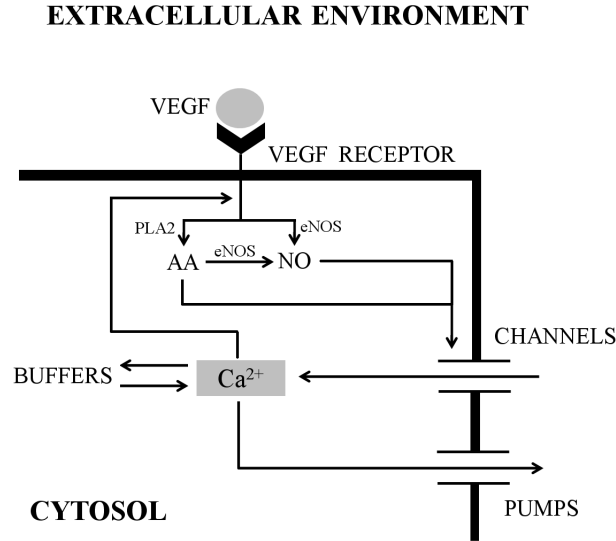 EXTRACELLULAR ENVIRONMENT
VEGF
VEGF RECEPTOR
PLA2
eNOS
AA
eNOS
NO
CHANNELS
BUFFERS
Ca²⁺
CYTOSOL
PUMPS